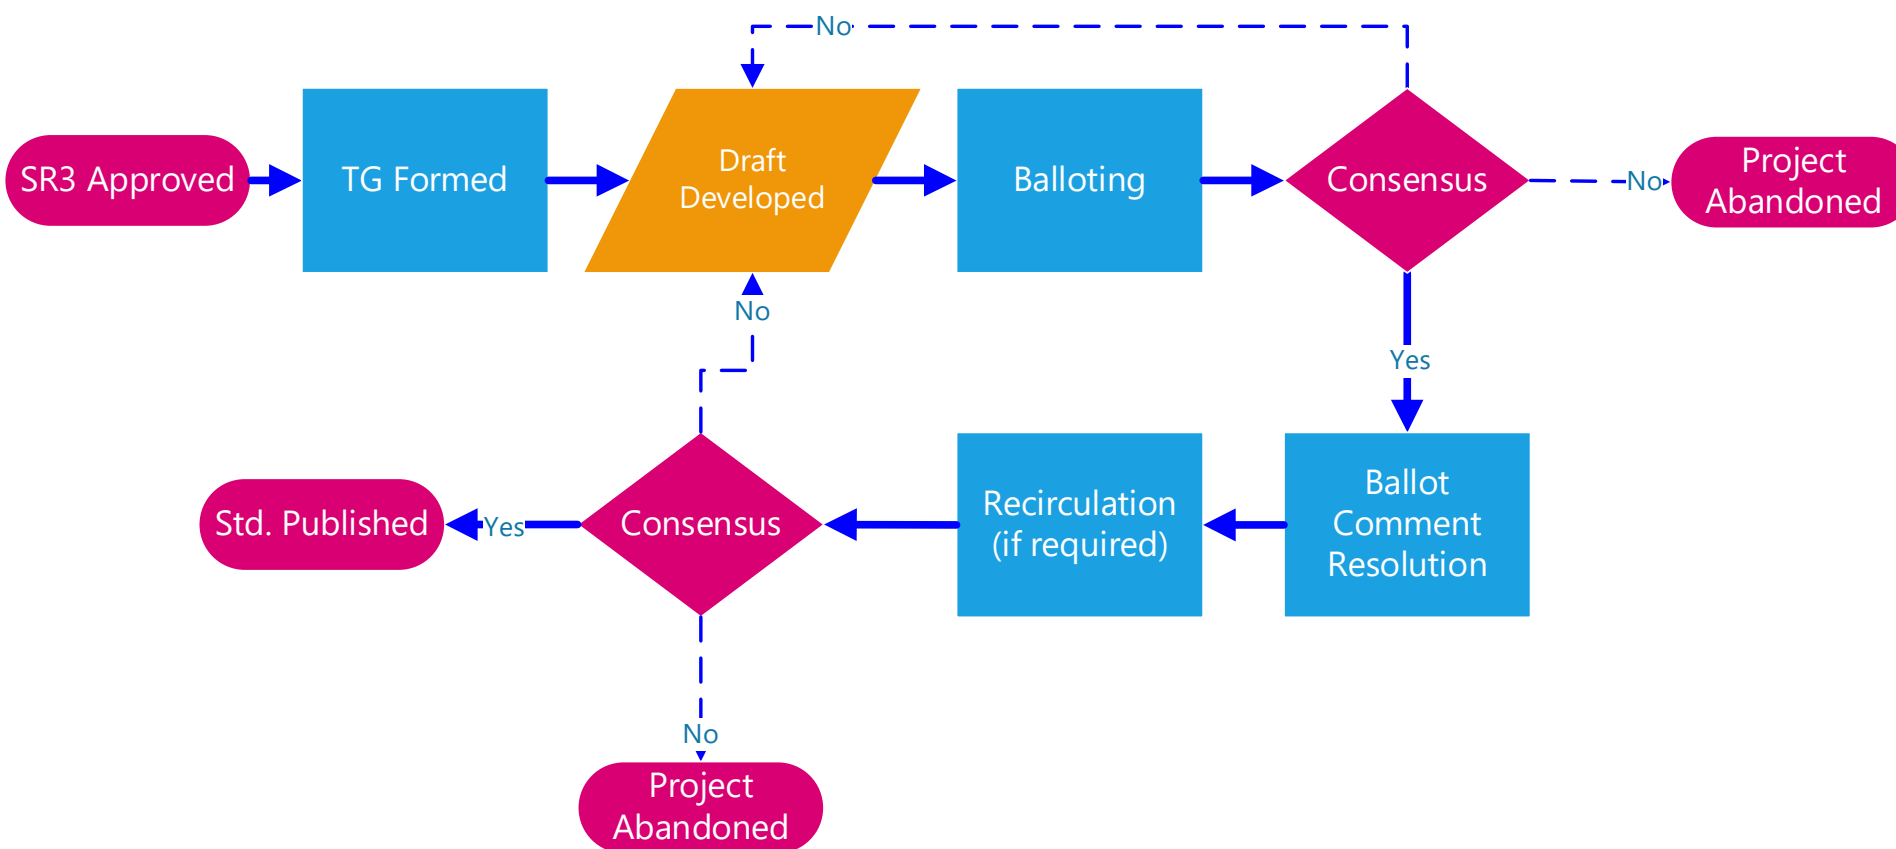 No
SR3 Approved
TG Formed
Draft
Developed
Balloting
Consensus
No
Project
Abandoned
No
Yes
Std. Published
Yes
Consensus
Recirculation
(if required)
Ballot
Comment
Resolution
No
Project
Abandoned